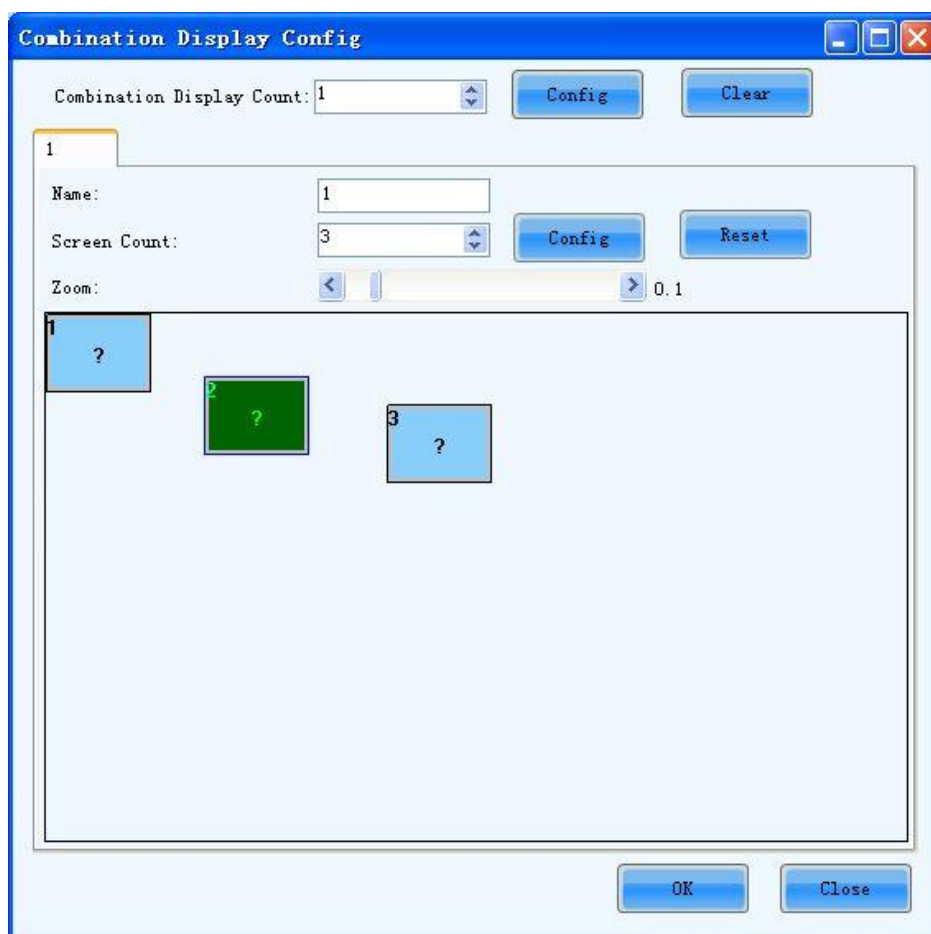 Combination Display Config
Combination Display Count: 1 Config Clear
1
Name: 1
Screen Count: 3 Config Reset
Zoom: 0.1
1
?
2
?
3
?
OK Close